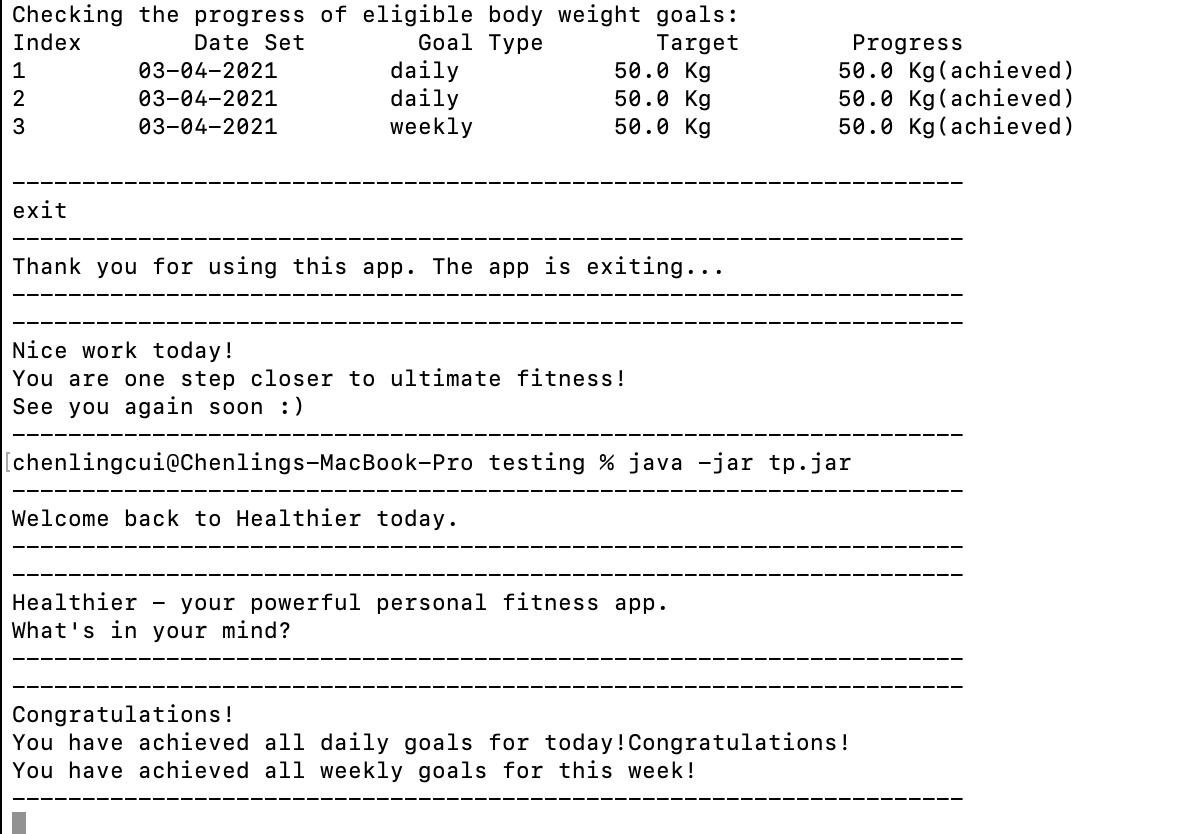 Checking the progress of eligible body weight goals:
Index        Date Set        Goal Type        Target        Progress
1        03-04-2021        daily           50.0 Kg         50.0 Kg(achieved)
2        03-04-2021        daily           50.0 Kg         50.0 Kg(achieved)
3        03-04-2021        weekly          50.0 Kg         50.0 Kg(achieved)
--------------------------------------------------------------------
exit
--------------------------------------------------------------------
Thank you for using this app. The app is exiting...
--------------------------------------------------------------------
--------------------------------------------------------------------
Nice work today!
You are one step closer to ultimate fitness!
See you again soon :)
--------------------------------------------------------------------
[chenlingcui@Chenlings-MacBook-Pro testing % java -jar tp.jar
--------------------------------------------------------------------
Welcome back to Healthier today.
--------------------------------------------------------------------
--------------------------------------------------------------------
Healthier - your powerful personal fitness app.
What's in your mind?
--------------------------------------------------------------------
--------------------------------------------------------------------
Congratulations!
You have achieved all daily goals for today!Congratulations!
You have achieved all weekly goals for this week!
--------------------------------------------------------------------